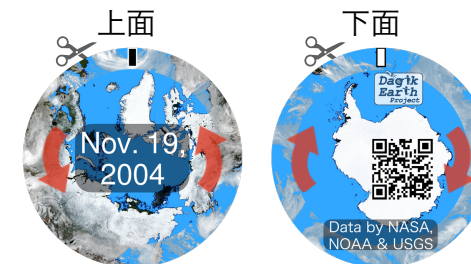 上面
下面
Nov. 19,
2004
Dagik
Earth
Project
Data by NASA,
NOAA & USGS